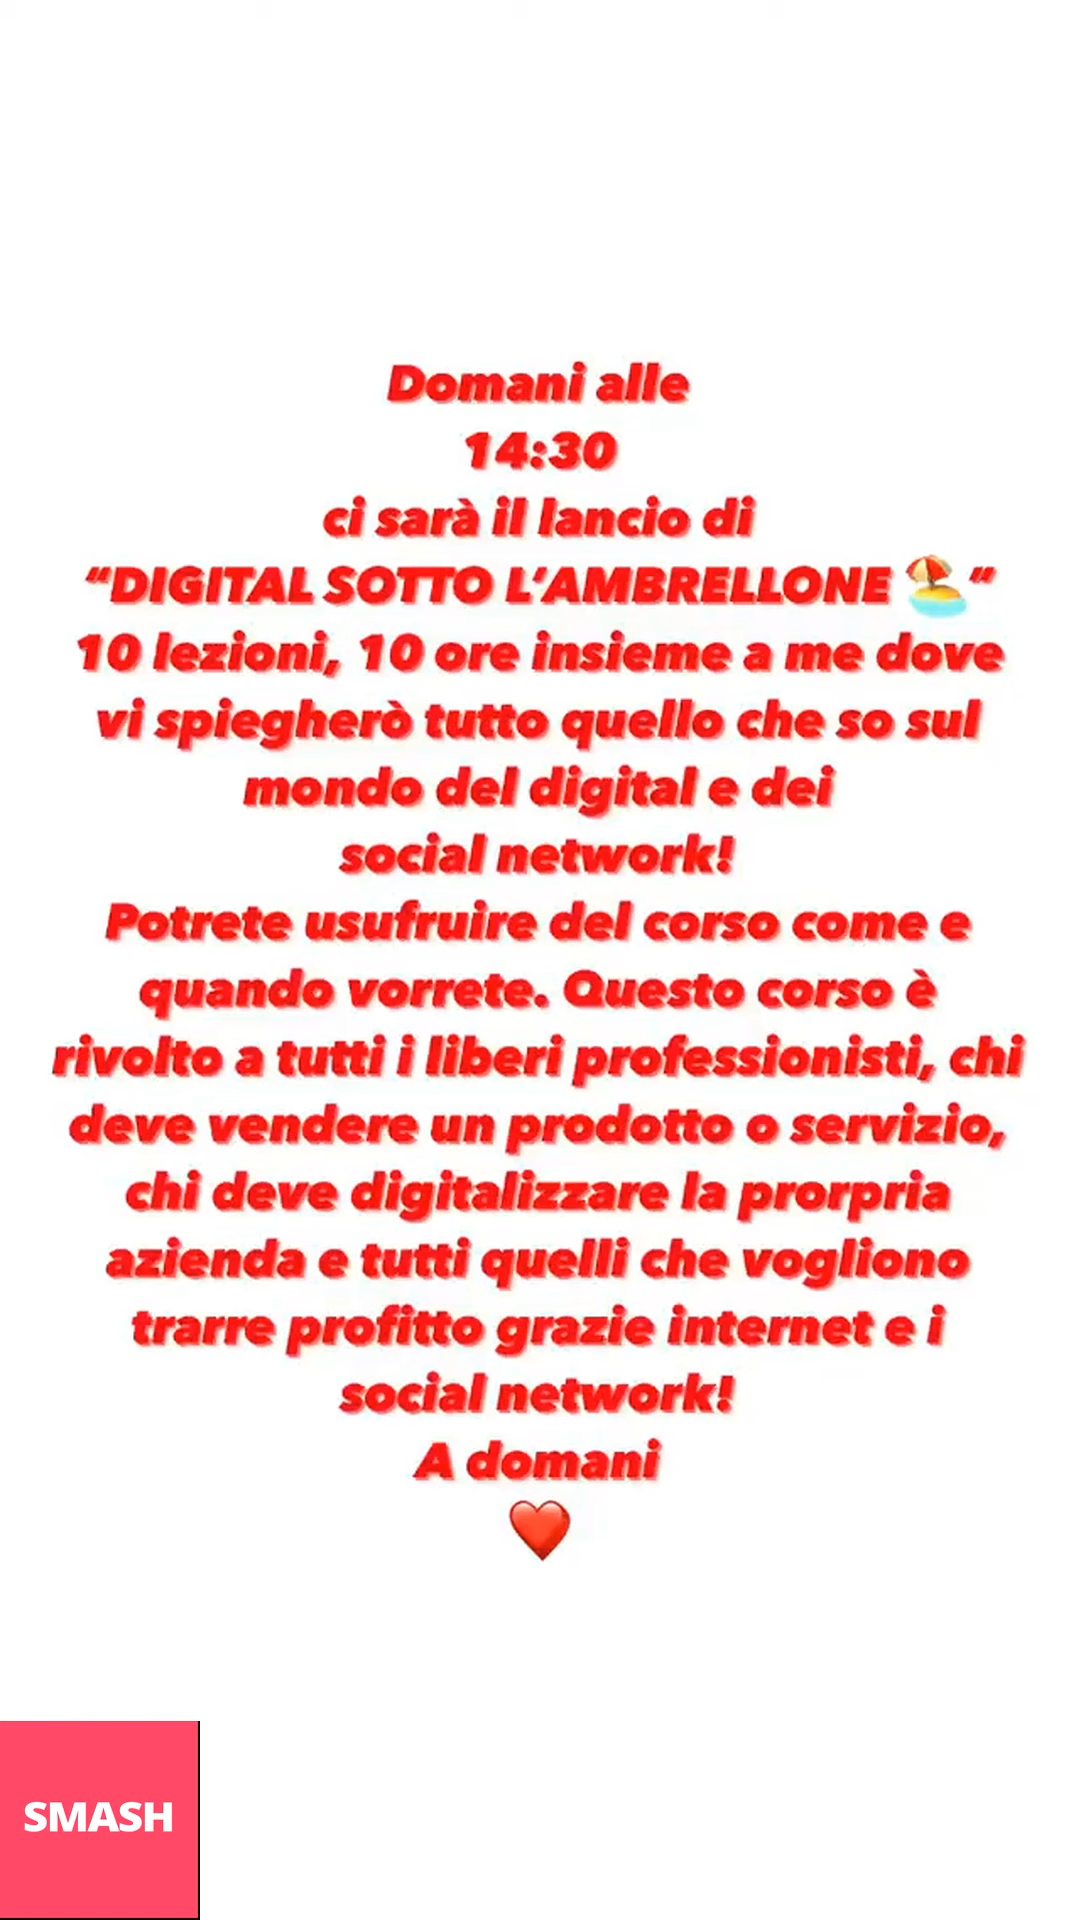 Domani alle
14:30
ci sarà il lancio di
“DIGITAL SOTTO L’AMBRELLONE 🏖️”
10 lezioni, 10 ore insieme a me dove
vi spiegherò tutto quello che so sul
mondo del digital e dei
social network!
Potrete usufruire del corso come e
quando vorrete. Questo corso è
rivolto a tutti i liberi professionisti, chi
deve vendere un prodotto o servizio,
chi deve digitalizzare la prorpria
azienda e tutti quelli che vogliono
trarre profitto grazie internet e i
social network!
A domani
❤️
SMASH